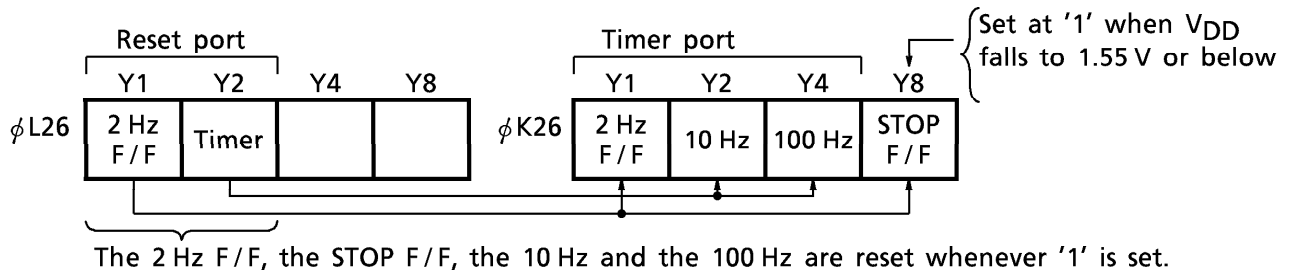 Reset port
Timer port
Set at '1' when VDD
falls to 1.55 V or below
Y1 Y2 Y4 Y8
Y1 Y2 Y4 Y8
ϕL26
2 Hz
F/F
Timer
ϕK26
2 Hz
F/F
10 Hz
100 Hz
STOP
F/F
The 2 Hz F/F, the STOP F/F, the 10 Hz and the 100 Hz are reset whenever '1' is set.